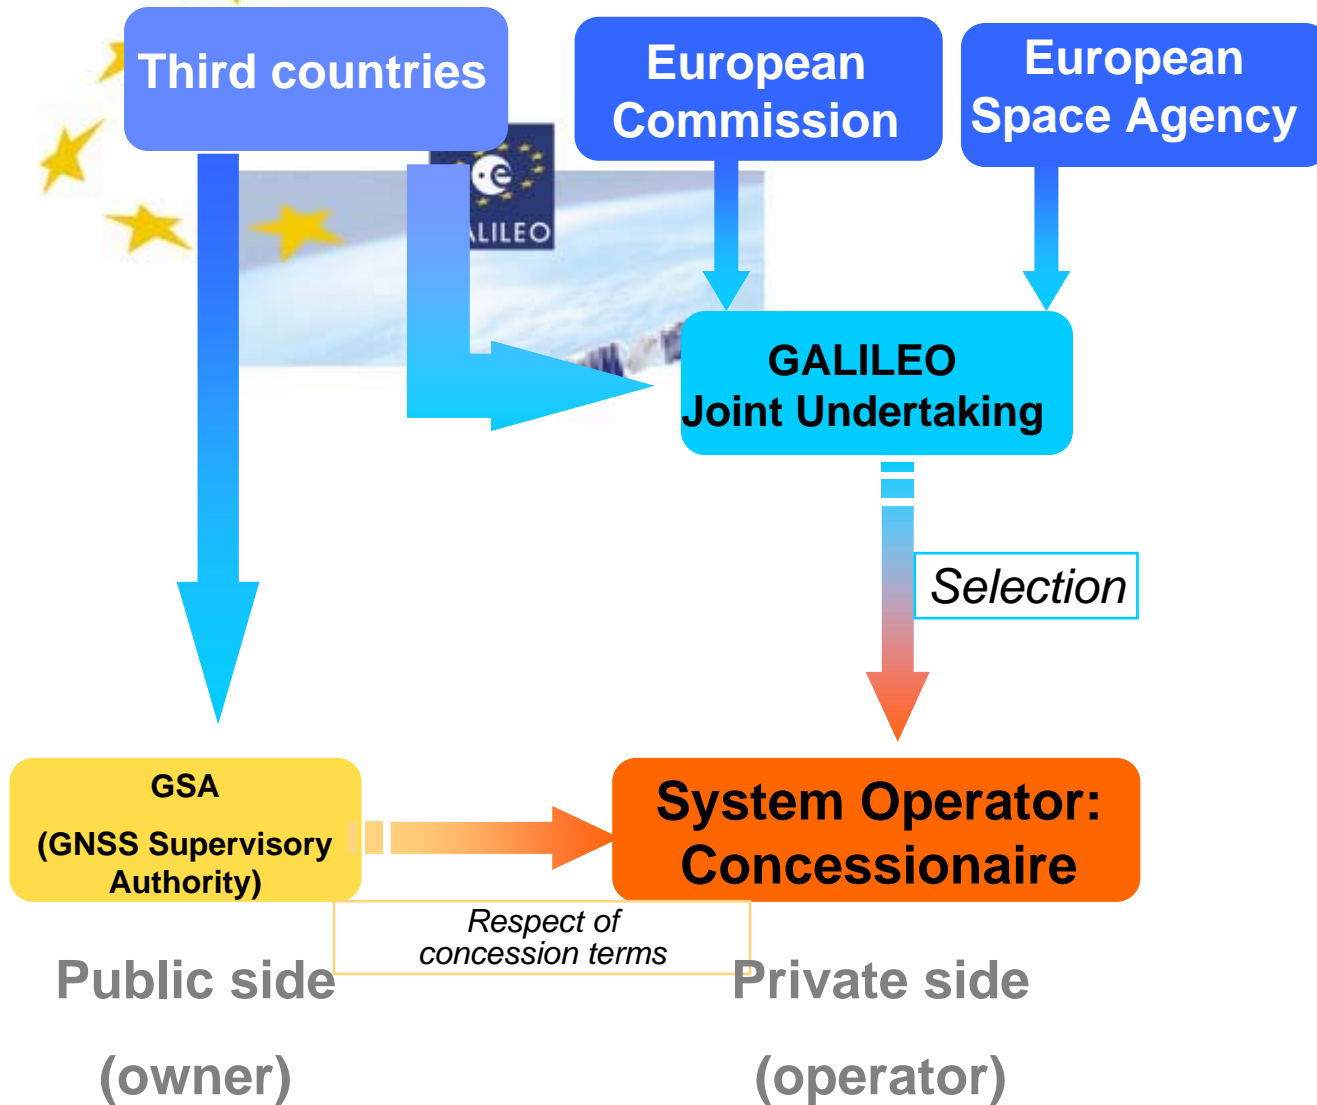 Third countries
European
Commission
European
Space Agency
ALILEO
GALILEO
Joint Undertaking
Selection
GSA
(GNSS Supervisory
Authority)
System Operator:
Concessionaire
Respect of
concession terms
Public side
(owner)
Private side
(operator)